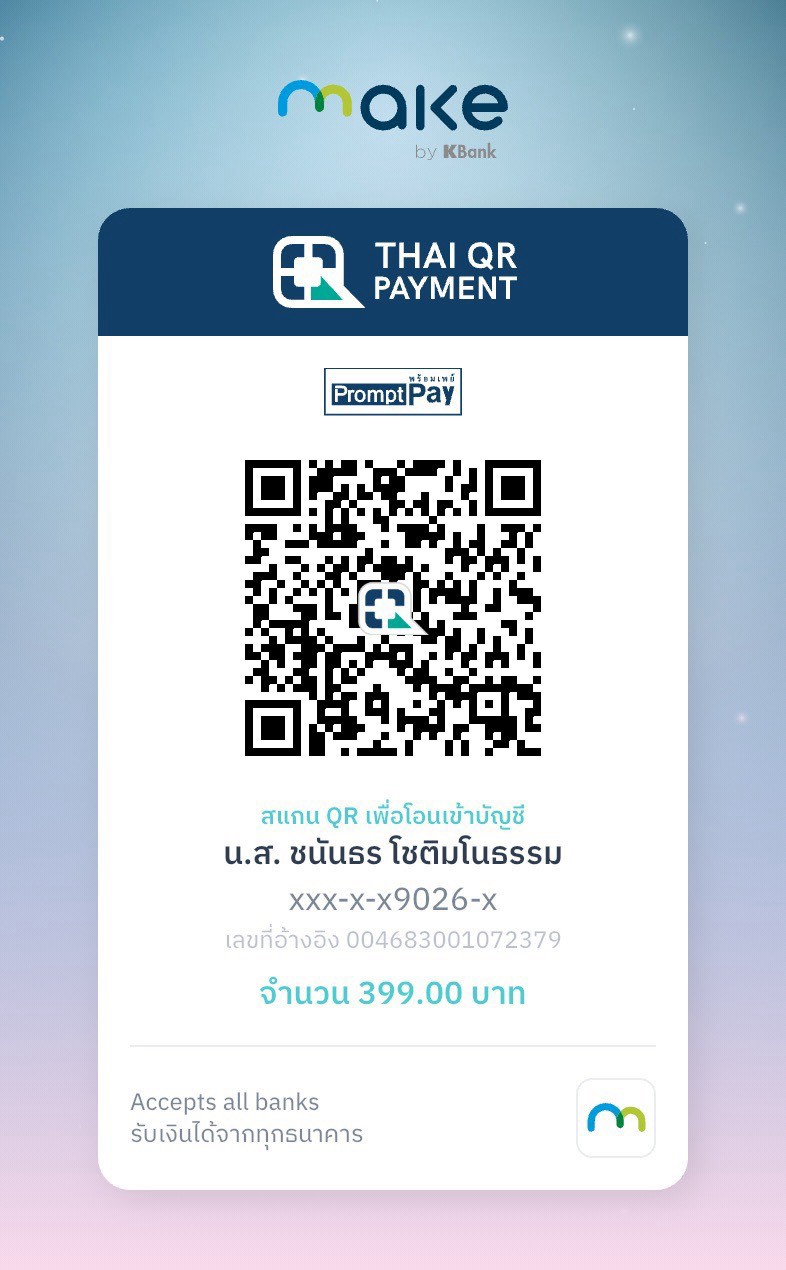 make
by KBank
THAI QR
PAYMENT
พร้อมเพย์
PromptPay
สแกน QR เพื่อโอนเข้าบัญชี
น.ส. ชนันธร โชติมโนธรรม
xxx-x-x9026-x
เลขที่อ้างอิง 004683001072379
จำนวน 399.00 บาท
Accepts all banks
รับเงินได้จากทุกธนาคาร